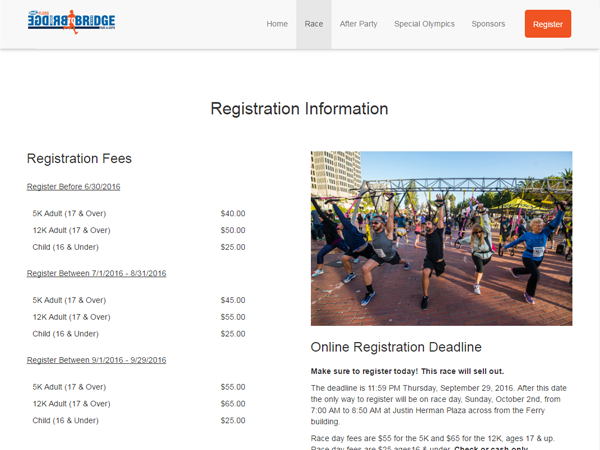 BRIDGE BRIDGE
Home Race After Party Special Olympics Sponsors Register
Registration Information
Registration Fees
Register Before 6/30/2016
5K Adult (17 & Over) $40.00
12K Adult (17 & Over) $50.00
Child (16 & Under) $25.00
Register Between 7/1/2016 - 8/31/2016
5K Adult (17 & Over) $45.00
12K Adult (17 & Over) $55.00
Child (16 & Under) $25.00
Register Between 9/1/2016 - 9/29/2016
5K Adult (17 & Over) $55.00
12K Adult (17 & Over) $65.00
Child (16 & Under) $25.00
Online Registration Deadline
Make sure to register today! This race will sell out.
The deadline is 11:59 PM Thursday, September 29, 2016. After this date
the only way to register will be on race day, Sunday, October 2nd, from
7:00 AM to 8:50 AM at Justin Herman Plaza across from the Ferry
building.
Race day fees are $55 for the 5K and $65 for the 12K, ages 17 & up.
Race day fees are $25 ages16 & under. Check or cash only.